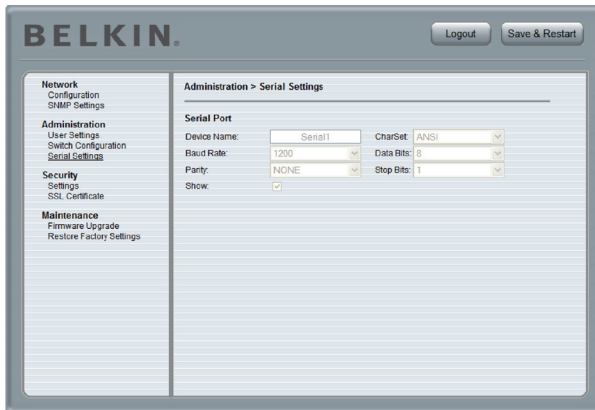 BELKIN.
Logout
Save & Restart
Network
Configuration
SNMP Settings
Administration
User Settings
Switch Configuration
Serial Settings
Security
Settings
SSL Certificate
Maintenance
Firmware Upgrade
Restore Factory Settings
Administration > Serial Settings
Serial Port
Device Name: Serial1 CharSet: ANSI
Baud Rate: 1200 Data Bits: 8
Parity: NONE Stop Bits: 1
Show: